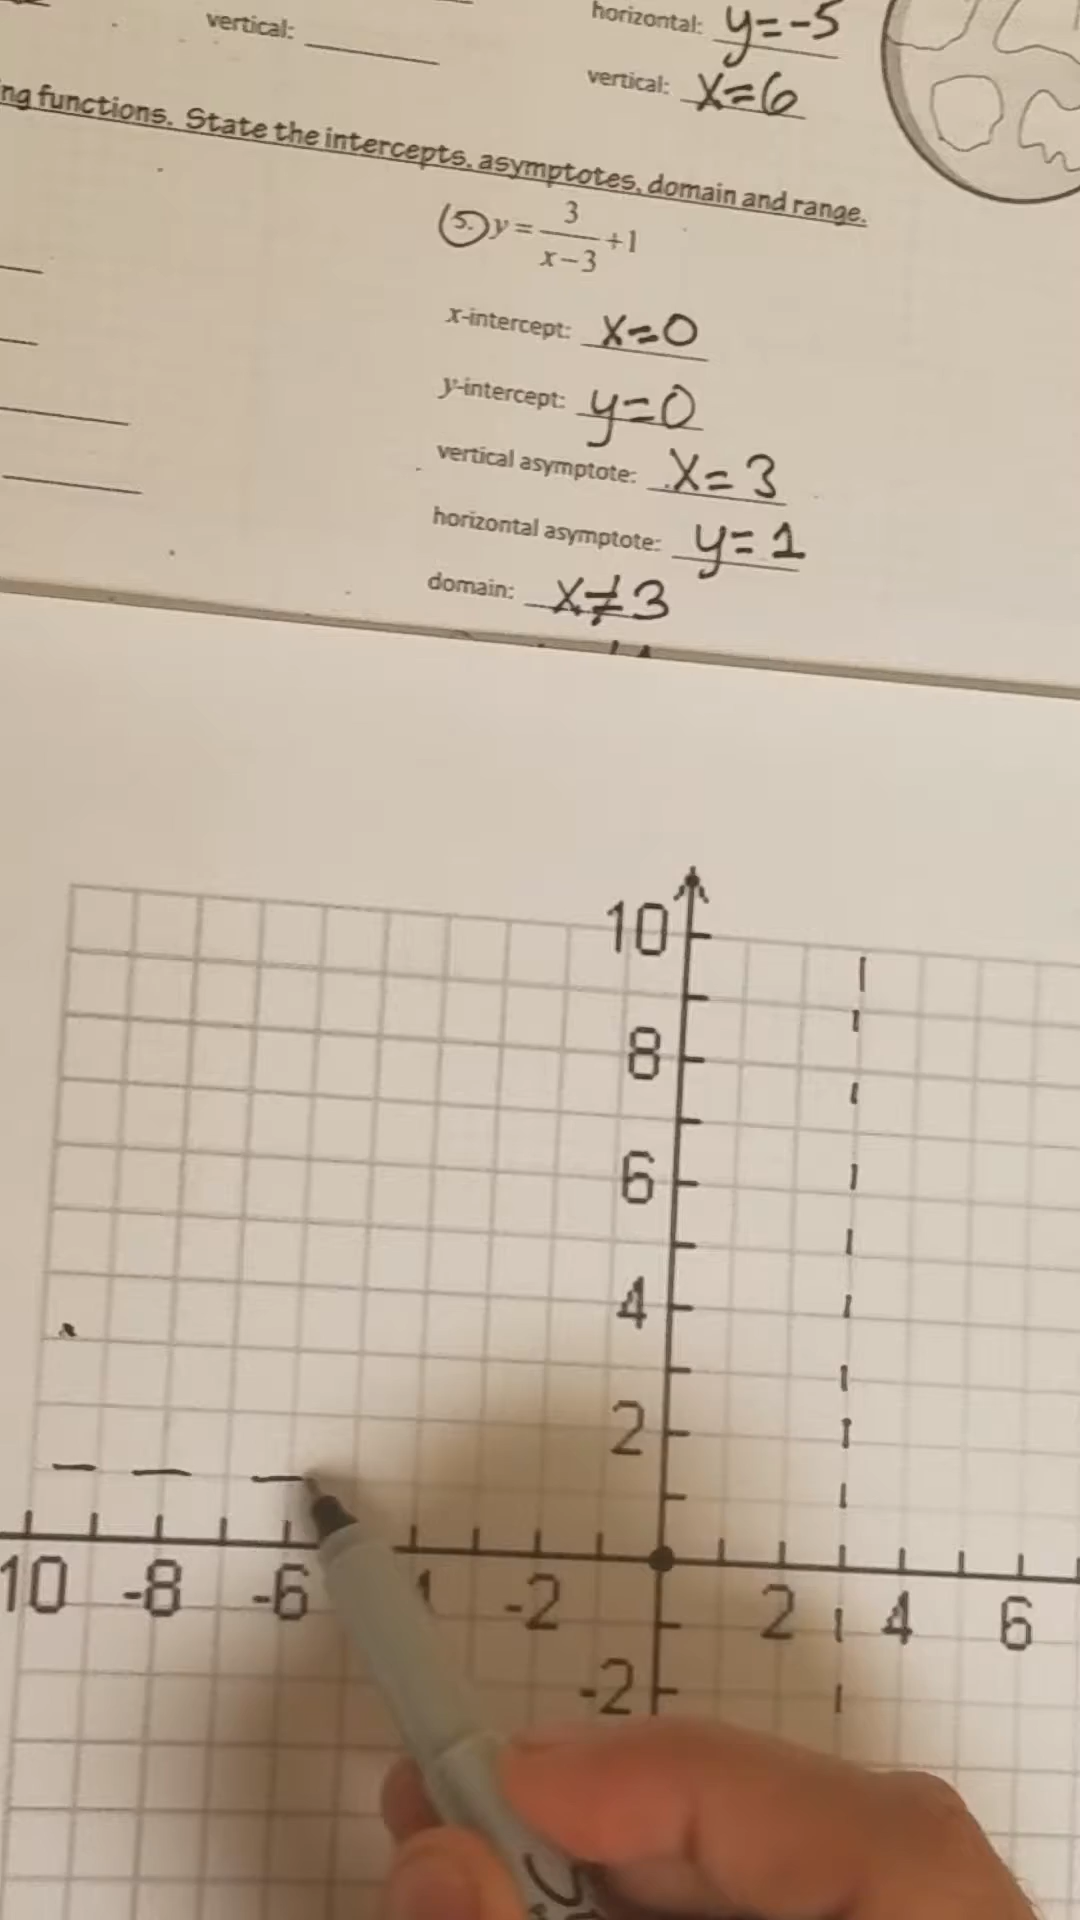 horizontal: y=-5
vertical:
vertical: x=6
ing functions. State the intercepts, asymptotes, domain and range.
5. y = 3/(x-3) +1
x-intercept: x=0
y-intercept: y=0
vertical asymptote: x=3
horizontal asymptote: y=1
domain: x≠3
10
8
6
4
2
10 -8 -6 -2 2 4 6
-2